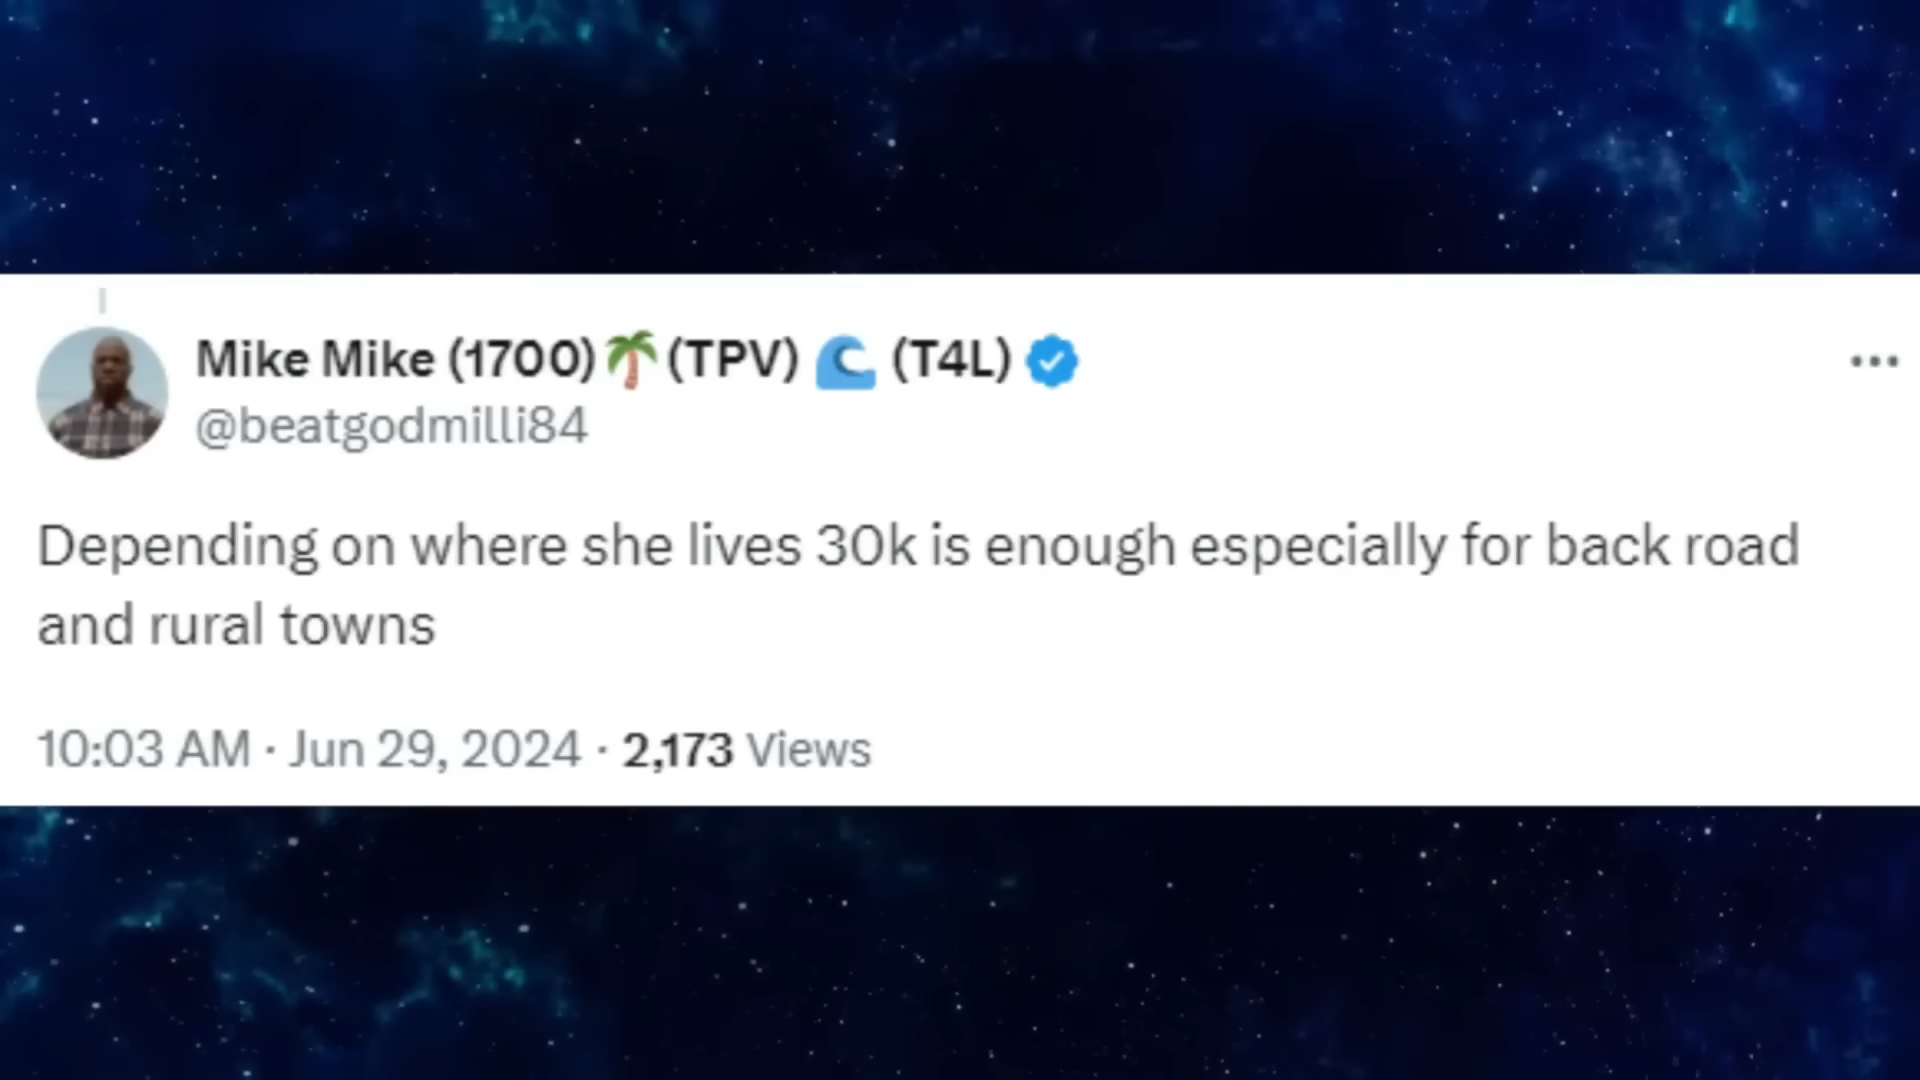 Mike Mike (1700)🌴(TPV) 🌊 (T4L)
@beatgodmilli84
Depending on where she lives 30k is enough especially for back road
and rural towns
10:03 AM · Jun 29, 2024 · 2,173 Views